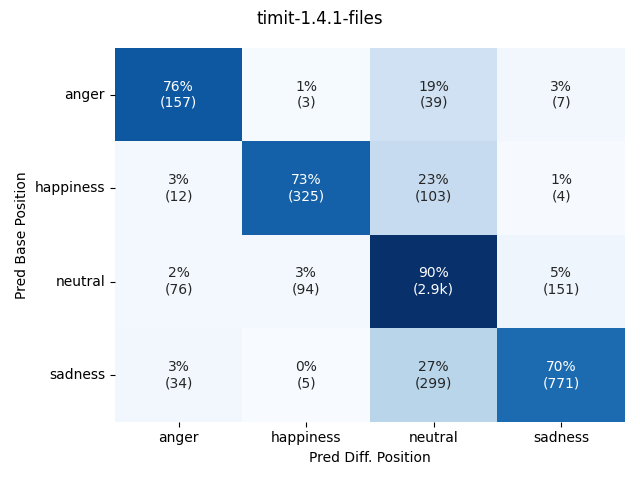 timit-1.4.1-files
Pred Base Position
anger
76% 1% 19% 3%
(157) (3) (39) (7)
happiness
3% 73% 23% 1%
(12) (325) (103) (4)
neutral
2% 3% 90% 5%
(76) (94) (2.9k) (151)
sadness
3% 0% 27% 70%
(34) (5) (299) (771)
anger happiness neutral sadness
Pred Diff. Position